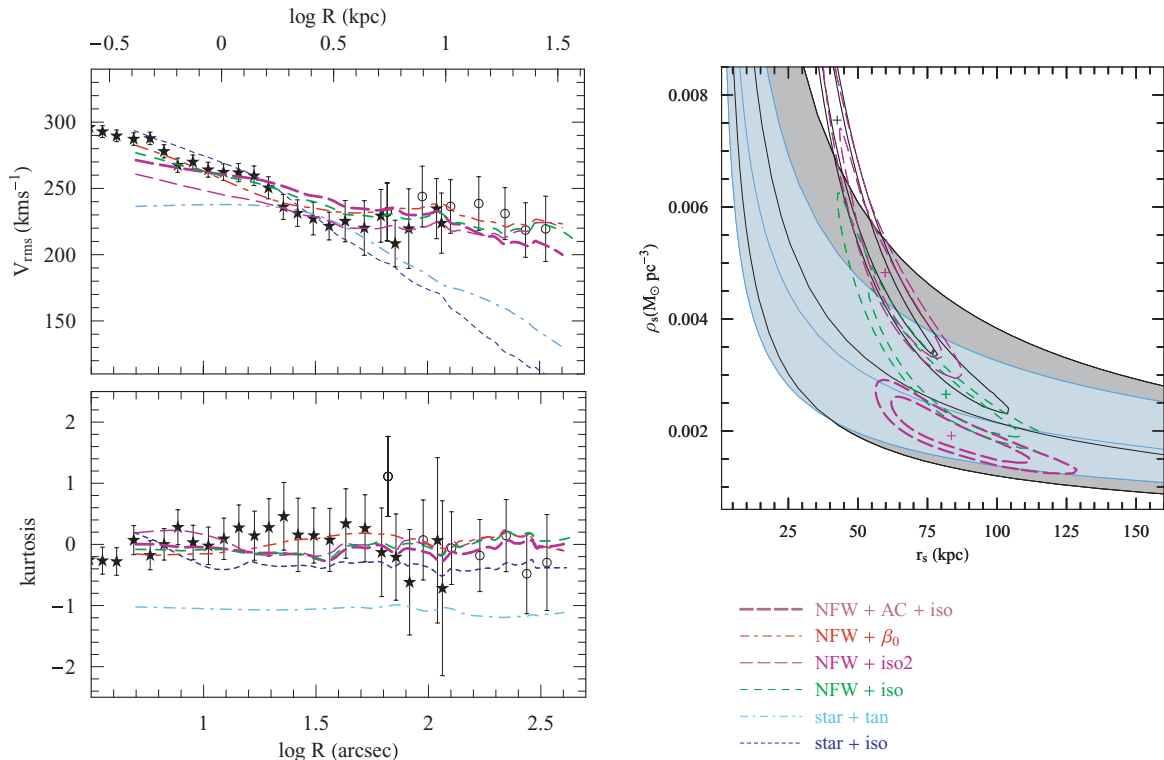 log R (kpc)
−0.5 0 0.5 1 1.5
300
250
200
150
V_rms (kms⁻¹)
2
1
0
−1
−2
kurtosis
1 1.5 2 2.5
log R (arcsec)
0.008
0.006
0.004
0.002
ρ_s(M_⊙ pc⁻³)
25 50 75 100 125 150
r_s (kpc)
NFW + AC + iso
NFW + β₀
NFW + iso2
NFW + iso
star + tan
star + iso